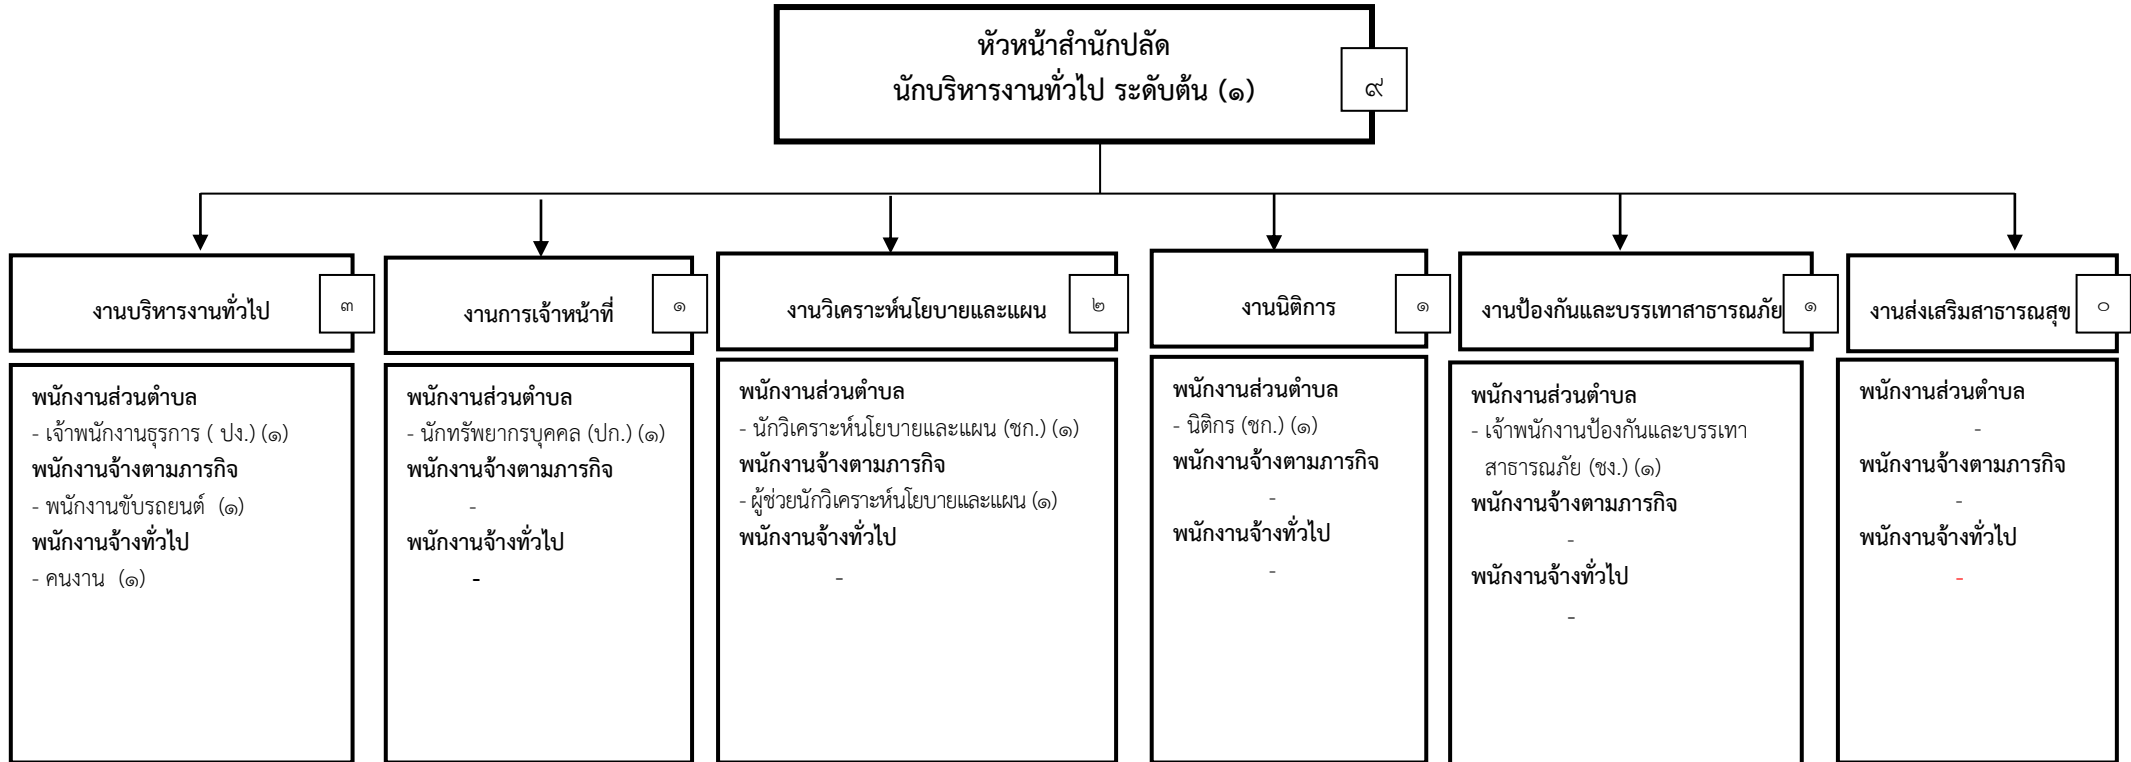 หัวหน้าสำนักปลัด
นักบริหารงานทั่วไป ระดับต้น (๑)
๙
งานบริหารงานทั่วไป
๓
พนักงานส่วนตำบล
- เจ้าพนักงานธุรการ ( ปง.) (๑)
พนักงานจ้างตามภารกิจ
- พนักงานขับรถยนต์ (๑)
พนักงานจ้างทั่วไป
- คนงาน (๑)
งานการเจ้าหน้าที่
๑
พนักงานส่วนตำบล
- นักทรัพยากรบุคคล (ปก.) (๑)
พนักงานจ้างตามภารกิจ
-
พนักงานจ้างทั่วไป
-
งานวิเคราะห์นโยบายและแผน
๒
พนักงานส่วนตำบล
- นักวิเคราะห์นโยบายและแผน (ชก.) (๑)
พนักงานจ้างตามภารกิจ
- ผู้ช่วยนักวิเคราะห์นโยบายและแผน (๑)
พนักงานจ้างทั่วไป
-
งานนิติการ
๑
พนักงานส่วนตำบล
- นิติกร (ชก.) (๑)
พนักงานจ้างตามภารกิจ
-
พนักงานจ้างทั่วไป
-
งานป้องกันและบรรเทาสาธารณภัย
๑
พนักงานส่วนตำบล
- เจ้าพนักงานป้องกันและบรรเทา
สาธารณภัย (ชง.) (๑)
พนักงานจ้างตามภารกิจ
-
พนักงานจ้างทั่วไป
-
งานส่งเสริมสาธารณสุข
๐
พนักงานส่วนตำบล
-
พนักงานจ้างตามภารกิจ
-
พนักงานจ้างทั่วไป
-